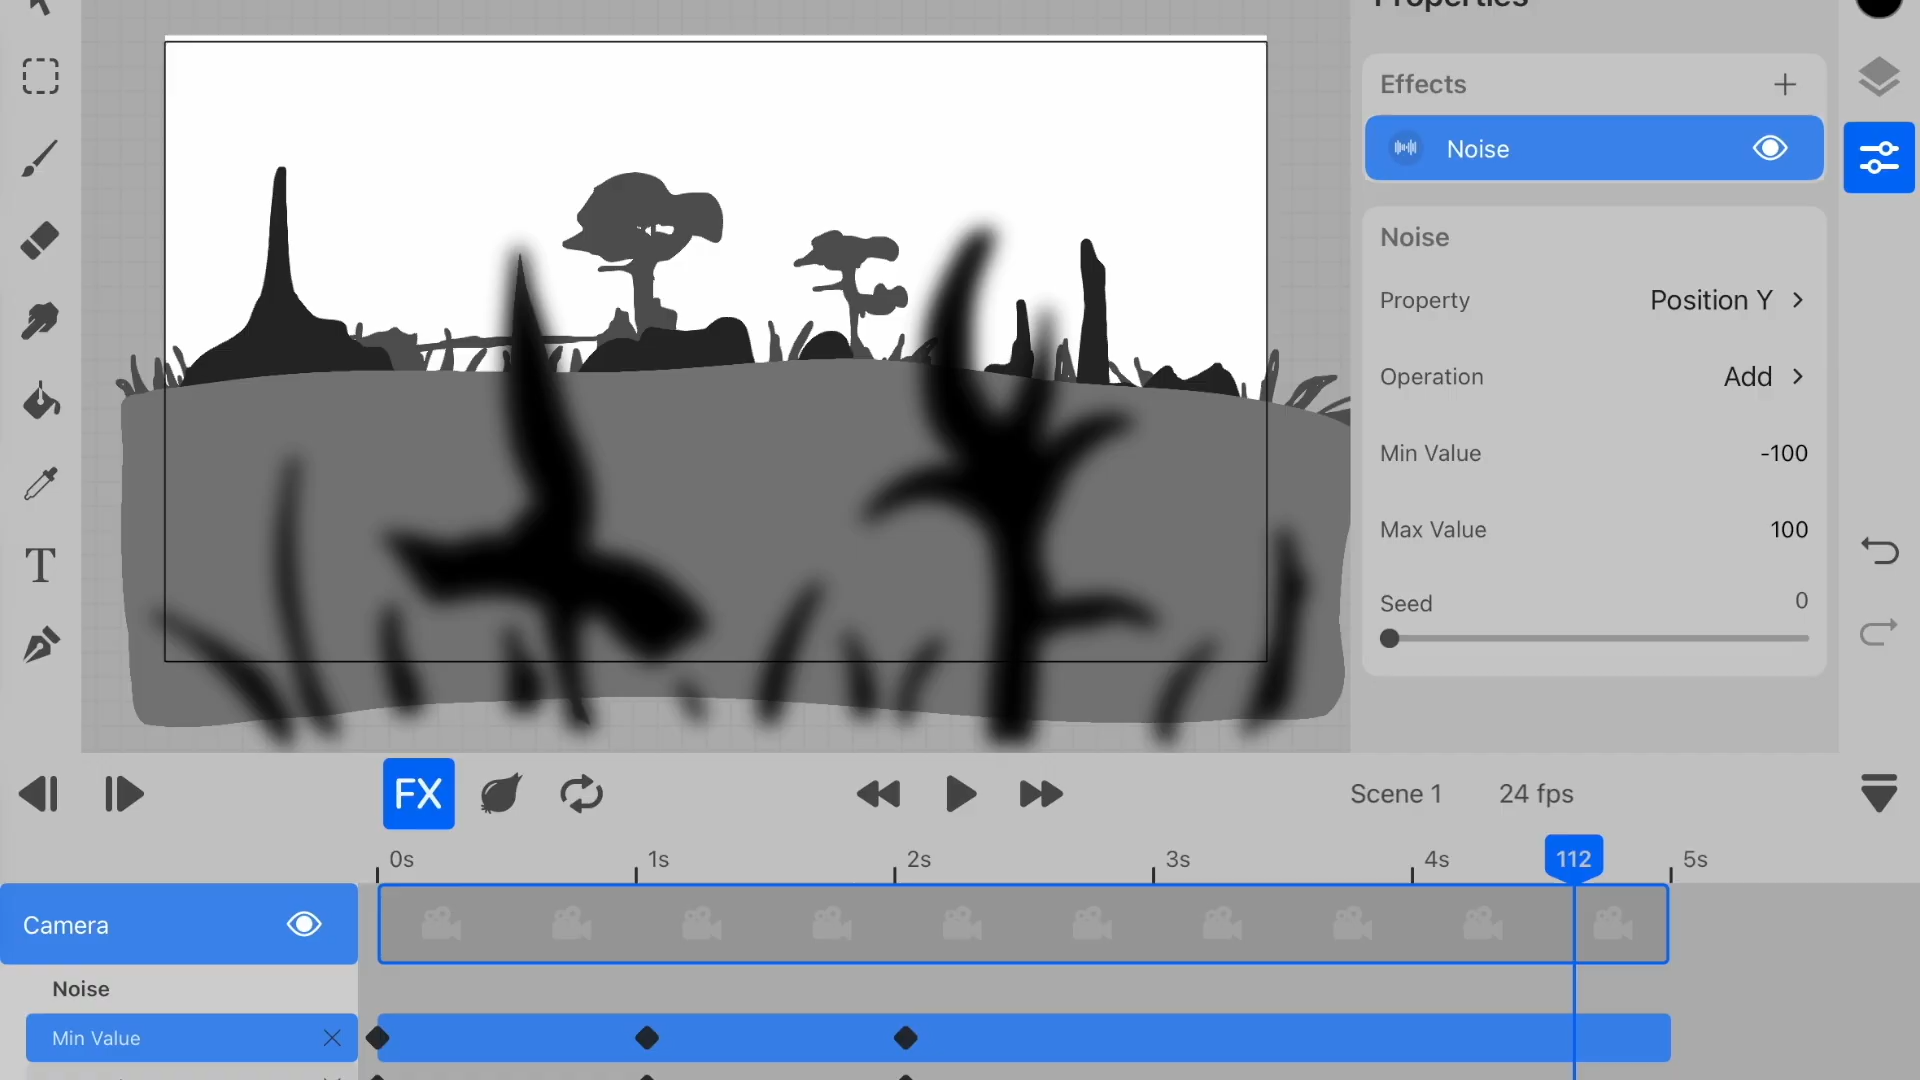 Properties
Effects
Noise
Noise
Property Position Y
Operation Add
Min Value -100
Max Value 100
Seed 0
T
FX
Scene 1 24 fps
0s 1s 2s 3s 4s 112 5s
Camera
Noise
Min Value